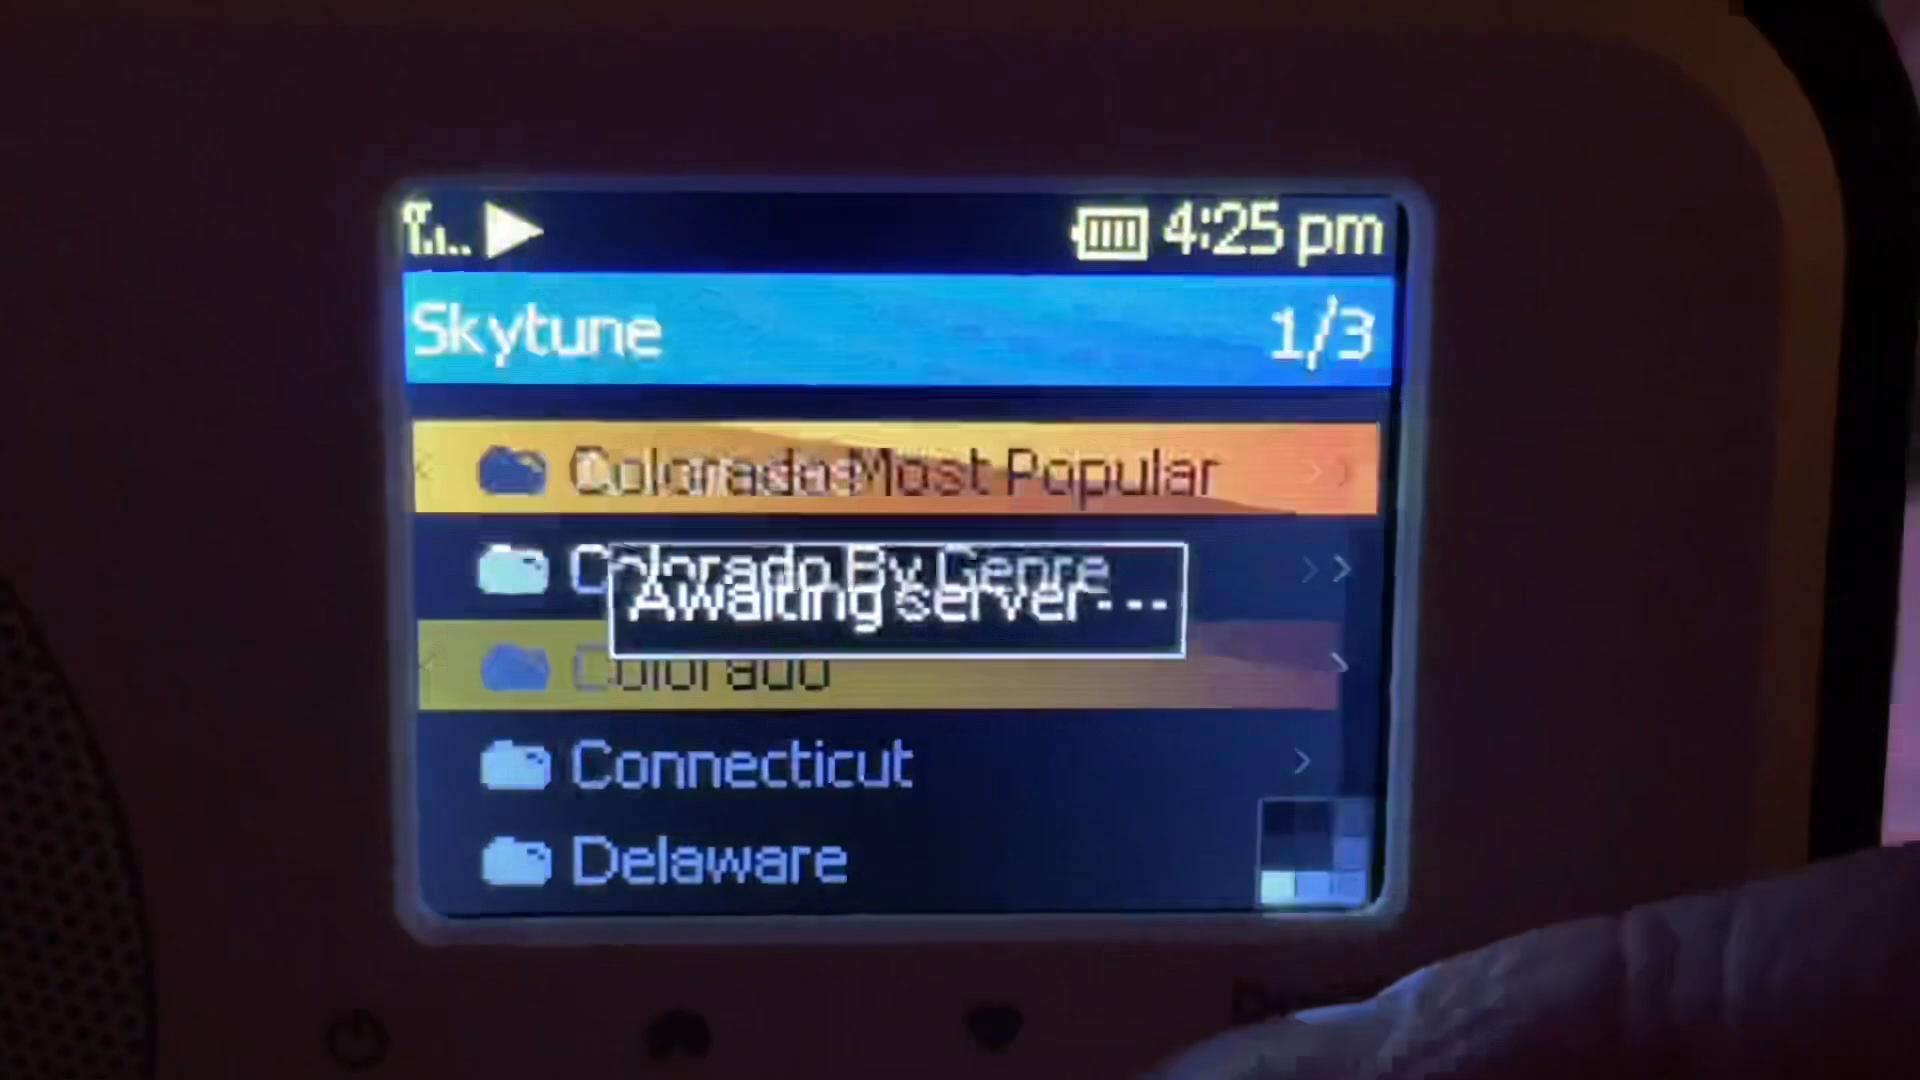 4:25 pm
Skytune 1/3
Colorado Most Popular
Colorado By Genre
Awaiting server---
Colorado
Connecticut
Delaware